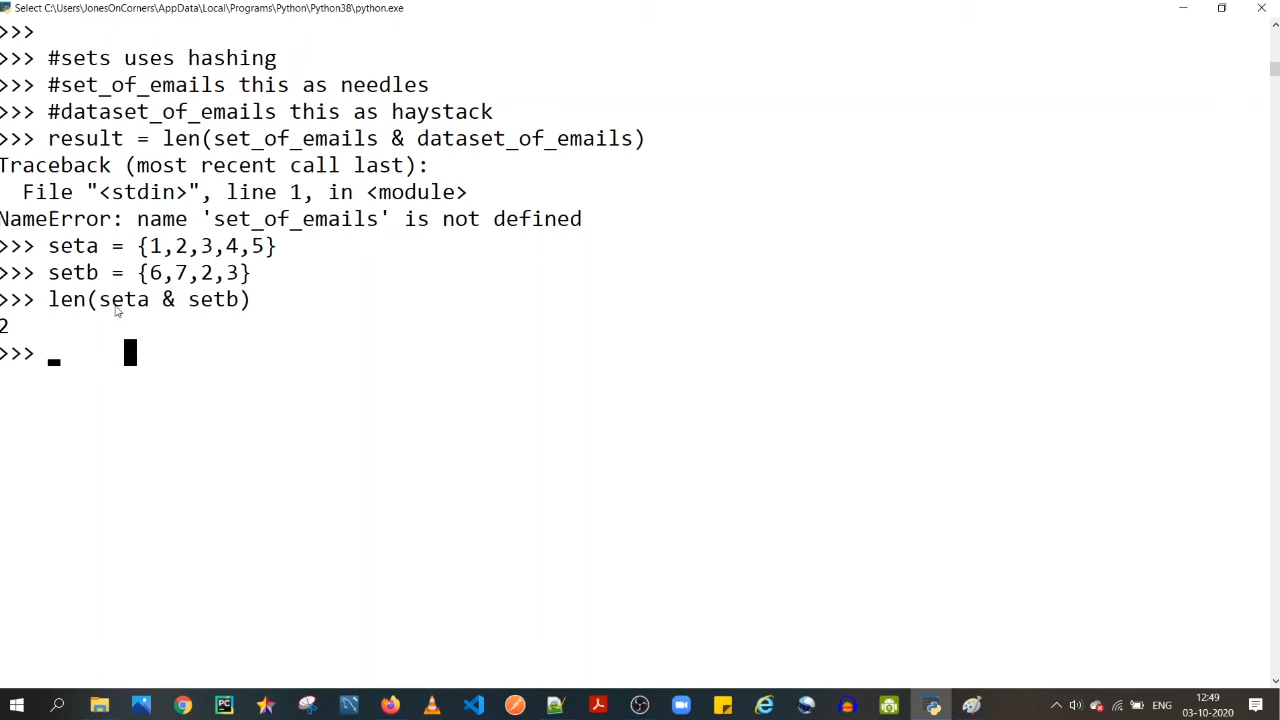 Select C:\Users\JonesOnCorners\AppData\Local\Programs\Python\Python38\python.exe
>>>
>>> #sets uses hashing
>>> #set_of_emails this as needles
>>> #dataset_of_emails this as haystack
>>> result = len(set_of_emails & dataset_of_emails)
Traceback (most recent call last):
  File "<stdin>", line 1, in <module>
NameError: name 'set_of_emails' is not defined
>>> seta = {1,2,3,4,5}
>>> setb = {6,7,2,3}
>>> len(seta & setb)
2
>>>
PC
ENG
12:49
03-10-2020